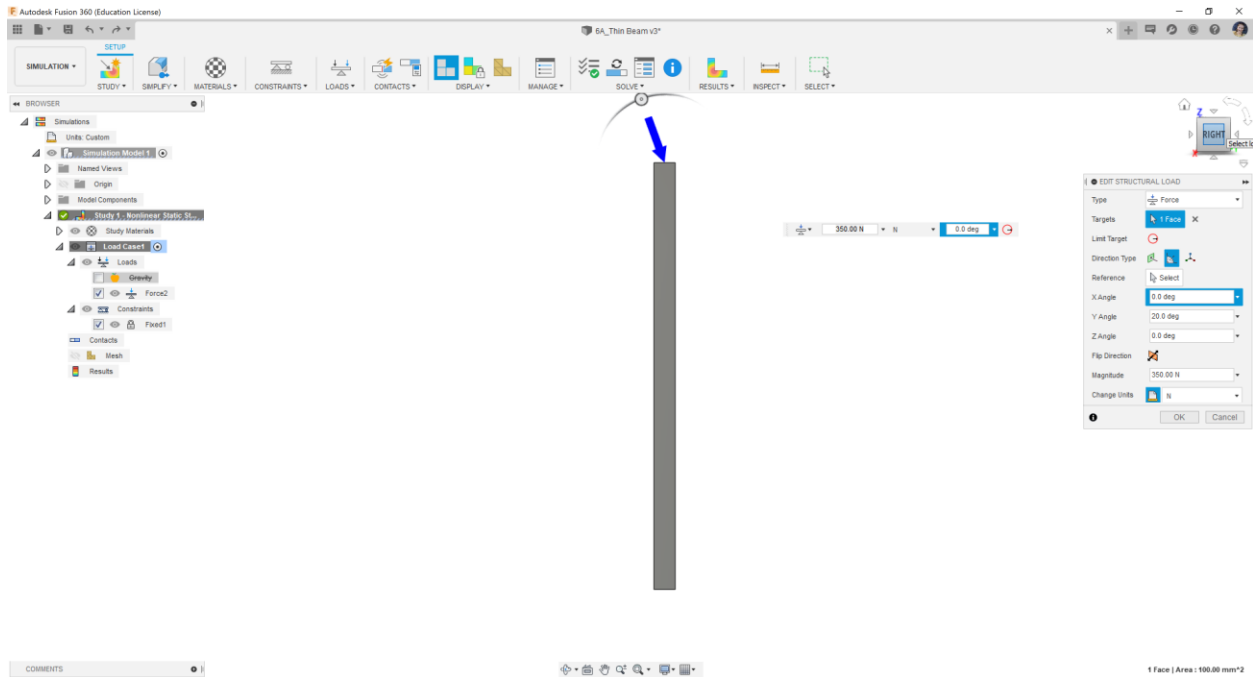 Autodesk Fusion 360 (Education License)
6A_Thin Beam v3*
SETUP
SIMULATION
STUDY
SIMPLIFY
MATERIALS
CONSTRAINTS
LOADS
CONTACTS
DISPLAY
MANAGE
SOLVE
RESULTS
INSPECT
SELECT
BROWSER
Simulations
Units: Custom
Simulation Model 1
Named Views
Origin
Model Components
Study 1 - Nonlinear Static St...
Study Materials
Load Case1
Loads
Gravity
Force2
Constraints
Fixed1
Contacts
Mesh
Results
350.00 N
N
0.0 deg
Z
RIGHT
EDIT STRUCTURAL LOAD
Type Force
Targets 1 Face
Limit Target
Direction Type
Reference Select
X Angle 0.0 deg
Y Angle 20.0 deg
Z Angle 0.0 deg
Flip Direction
Magnitude 350.00 N
Change Units N
OK Cancel
COMMENTS
1 Face | Area : 100.00 mm^2